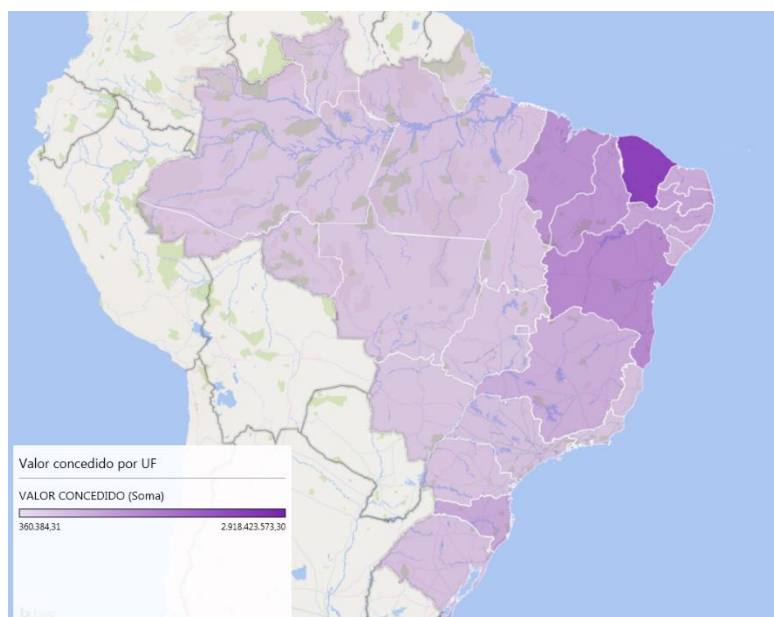 Valor concedido por UF
VALOR CONCEDIDO (Soma)
360.384,31 2.918.423.573,30